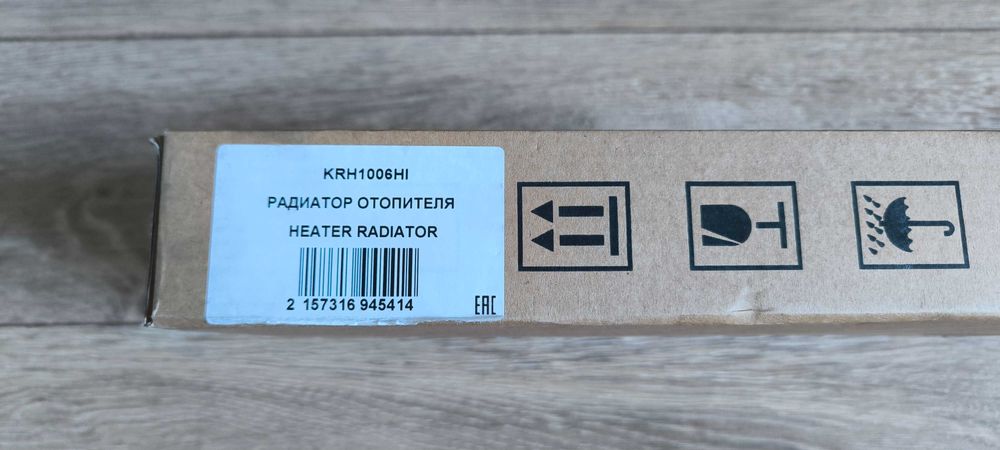 KRH1006HI
РАДИАТОР ОТОПИТЕЛЯ
HEATER RADIATOR
2 157316 945414
EAC